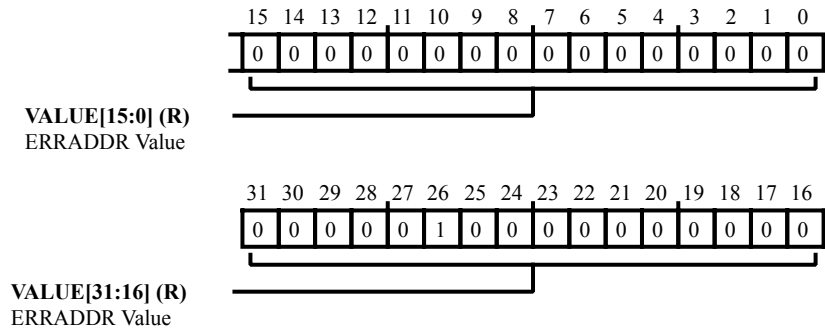 15 14 13 12 11 10 9 8 7 6 5 4 3 2 1 0
0 0 0 0 0 0 0 0 0 0 0 0 0 0 0 0
VALUE[15:0] (R)
ERRADDR Value
31 30 29 28 27 26 25 24 23 22 21 20 19 18 17 16
0 0 0 0 0 1 0 0 0 0 0 0 0 0 0 0
VALUE[31:16] (R)
ERRADDR Value